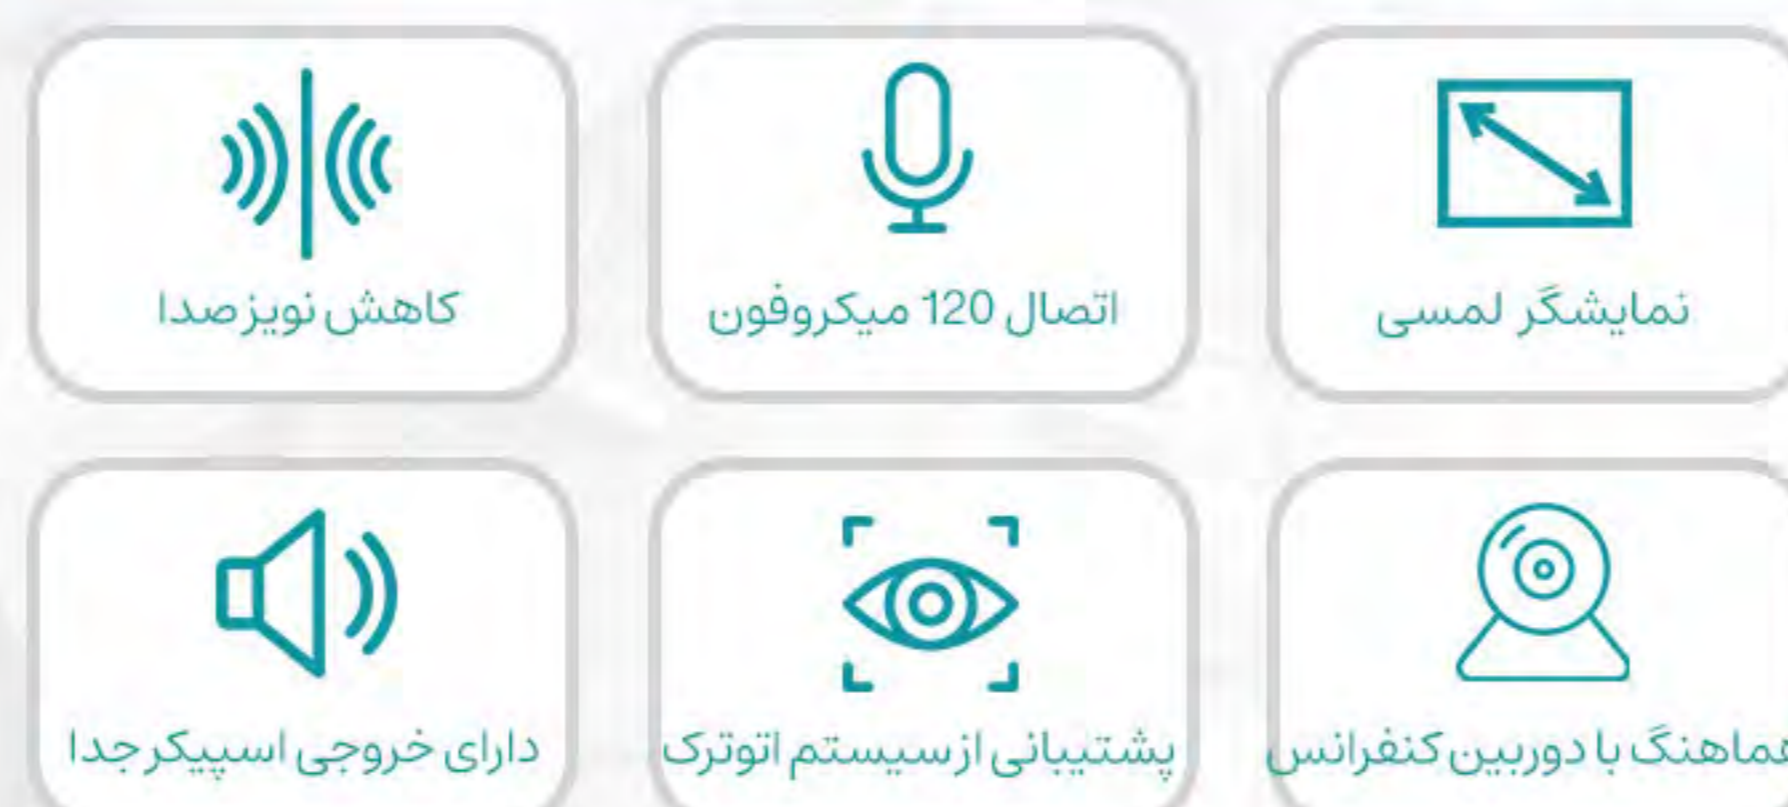 نمایشگر لمسی
اتصال 120 میکروفون
کاهش نویز صدا
هماهنگ با دوربین کنفرانس
پشتیبانی از سیستم اتوترک
دارای خروجی اسپیکر جدا